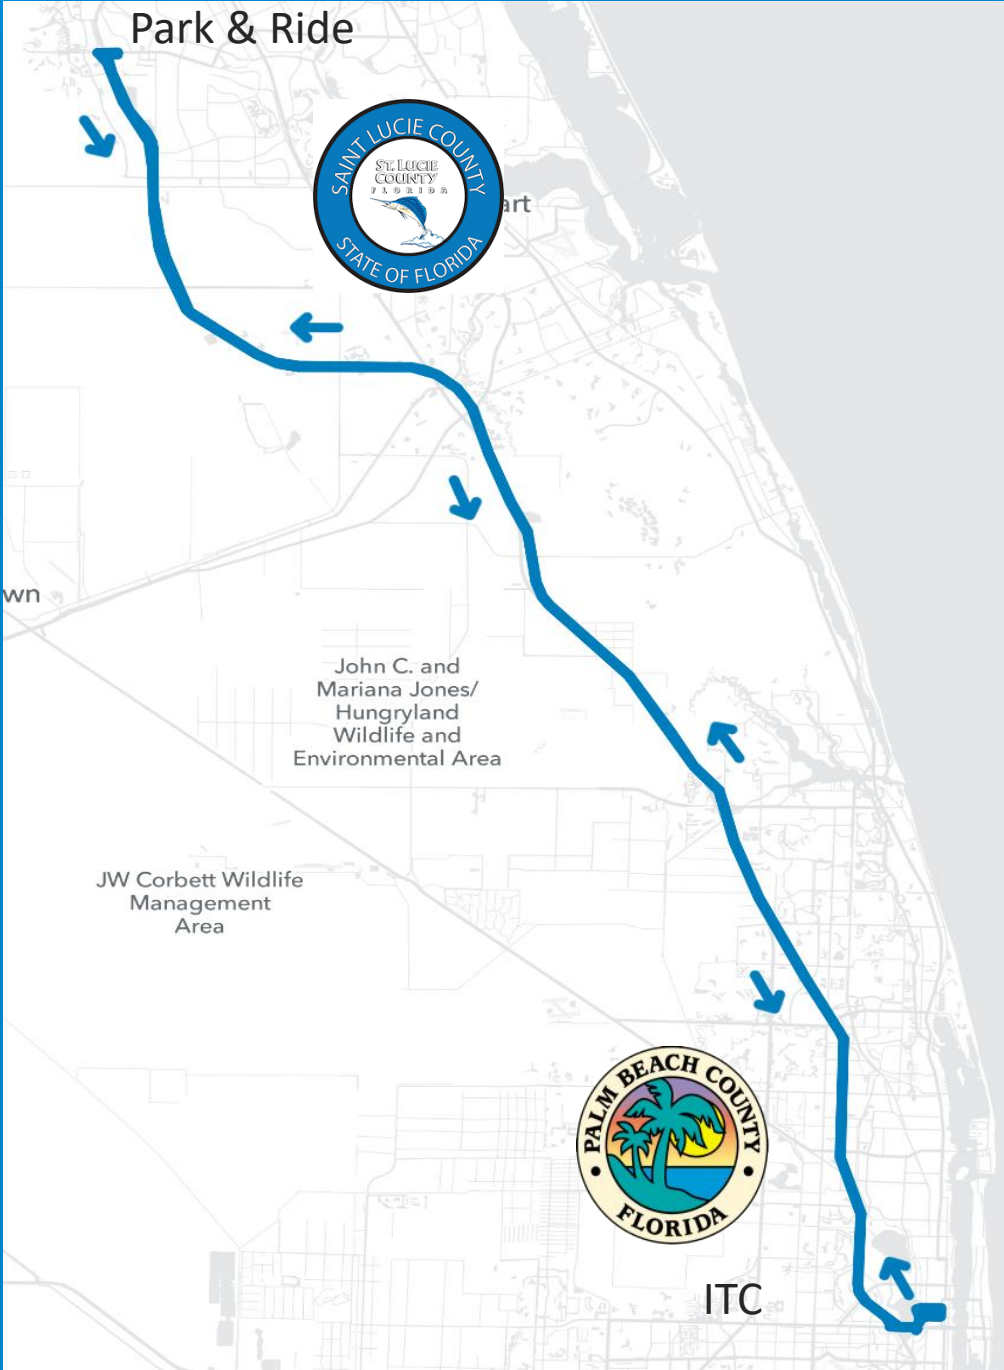 Park & Ride
SAINT LUCIE COUNTY
ST. LUCIE
COUNTY
FLORIDA
STATE OF FLORIDA
art
wn
John C. and
Mariana Jones/
Hungryland
Wildlife and
Environmental Area
JW Corbett Wildlife
Management
Area
PALM BEACH COUNTY
FLORIDA
ITC